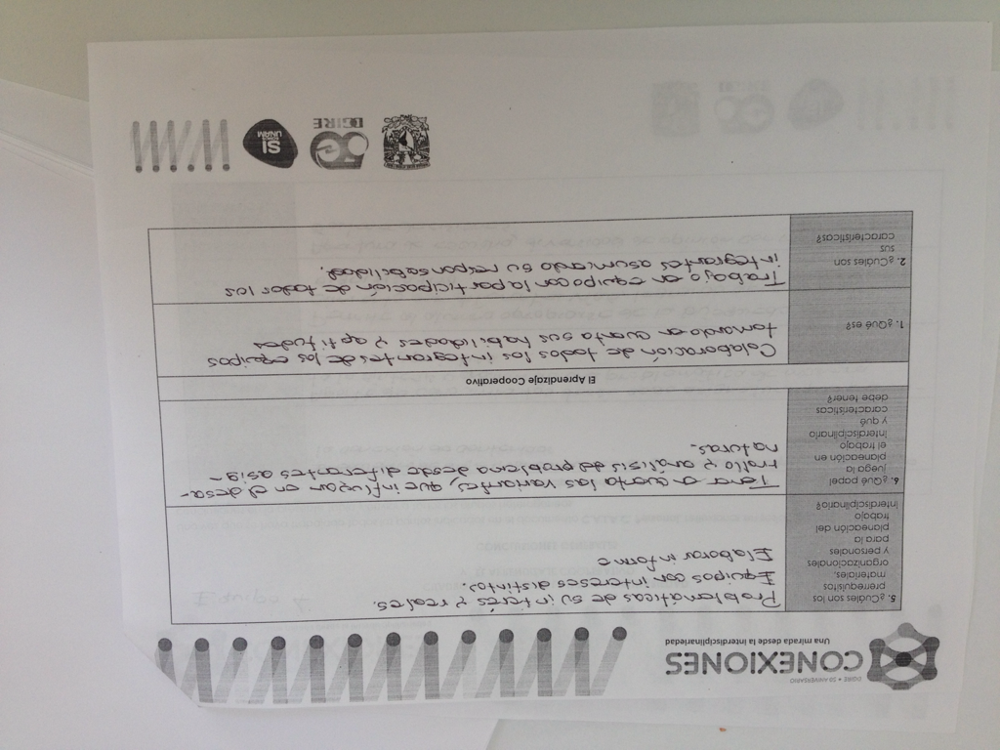 DGIRE • 50 ANIVERSARIO
CONEXIONES
Una mirada desde la interdisciplinariedad
5. ¿Cuáles son los
prerrequisitos
materiales,
organizacionales
y personales
para la
planeación del
trabajo
interdisciplinario?
Problemáticas de su interés y reales.
Equipos con intereses distintos.
Elaborar informe
6. ¿Qué papel
juega la
planeación en
el trabajo
interdisciplinario
y qué
características
debe tener?
Tener en cuenta las variantes, que influyan en el desa-
rrollo y análisis del problema desde diferentes asig-
naturas.
El Aprendizaje Cooperativo
1. ¿Qué es?
Colaboración de todos los integrantes de los equipos
tomando en cuenta sus habilidades y aptitudes
2. ¿Cuáles son
sus
características?
Trabajo en equipo con la participación de todos los
integrantes asumiendo su responsabilidad.
DGIRE
SI
UNAM
Equipo